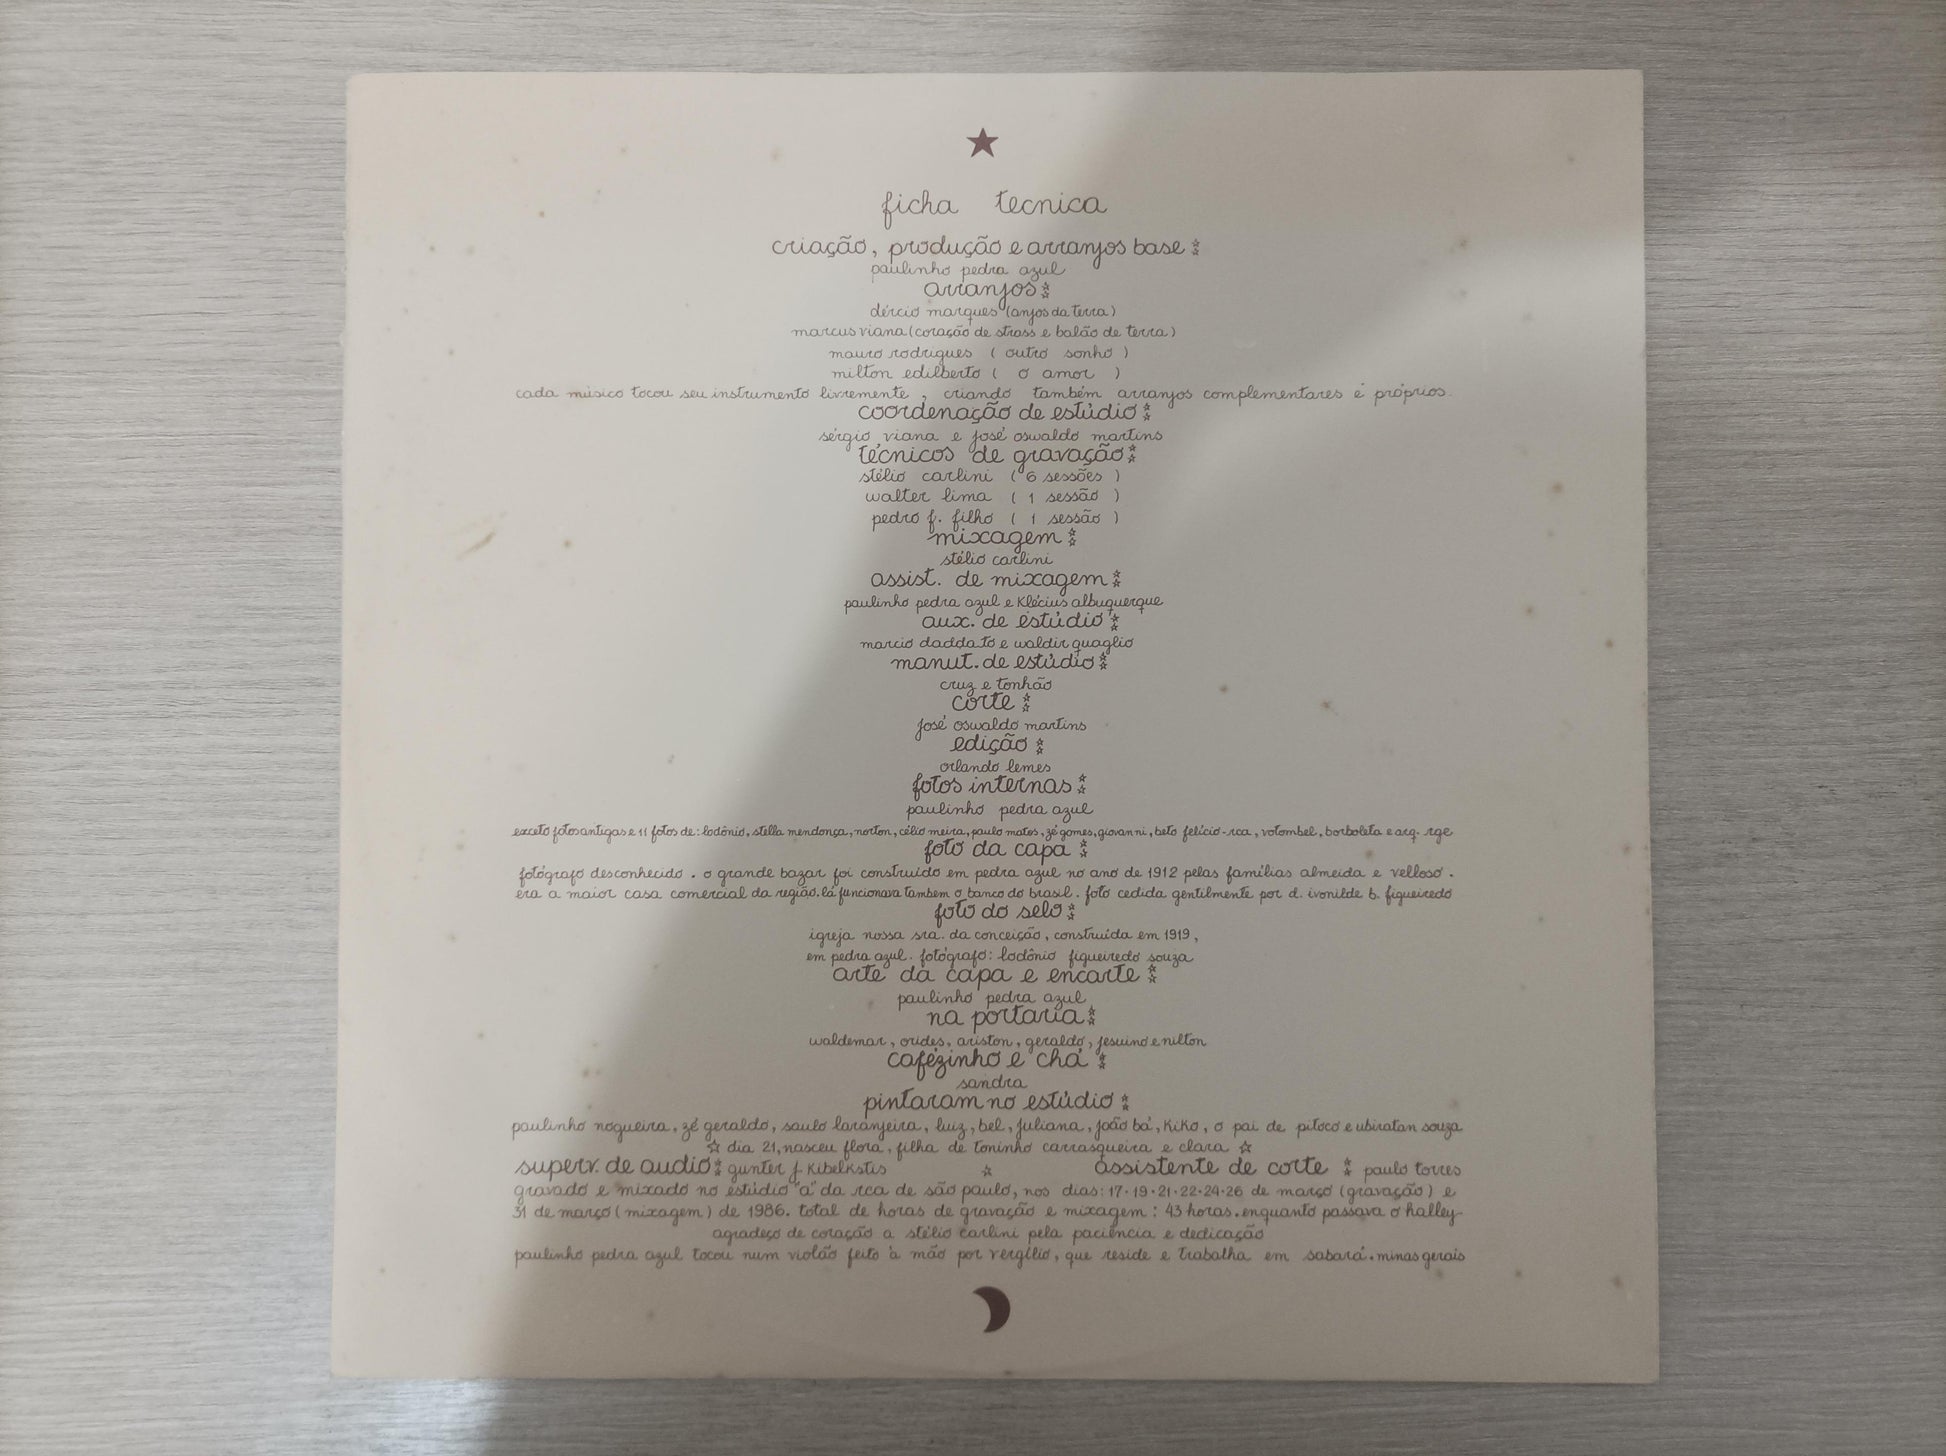 ficha tecnica
criação, produção e arranjos base:
paulinho pedra azul
arranjos:
dércio marques (anjos da terra)
marcus viana (coração de strass e balão de terra)
mauro rodrigues ( outro sonho )
milton edilberto ( o amor )
cada músico tocou seu instrumento livremente, criando também arranjos complementares e próprios.
coordenação de estúdio:
sérgio viana e josé oswaldo martins
técnicos de gravação:
stélio carlini ( 6 sessões )
walter lima ( 1 sessão )
pedro f. filho ( 1 sessão )
mixagem:
stélio carlini
assist. de mixagem:
paulinho pedra azul e klécius albuquerque
aux. de estúdio:
marcio daddato e waldir quaglio
manut. de estúdio:
cruz e tonhão
corte:
josé oswaldo martins
edição:
orlando lemes
fotos internas:
paulinho pedra azul
exceto fotos antigas e 11 fotos de: lodônio, stella mendonça, norton, célio meira, paulo matos, zé gomes, giovanni, beto felício-rca, votombel, borboleta e arq. rge
foto da capa:
fotógrafo desconhecido. o grande bazar foi construído em pedra azul no ano de 1912 pelas famílias almeida e velloso.
era a maior casa comercial da região. lá funcionava tambem o banco do brasil. foto cedida gentilmente por d. ivonilde b. figueiredo
foto do selo:
igreja nossa sra. da conceição, construída em 1919,
em pedra azul. fotógrafo: lodônio figueiredo souza
arte da capa e encarte:
paulinho pedra azul
na portaria:
waldemar, orides, ariston, geraldo, jesuino e nilton
cafézinho e chá:
sandra
pintaram no estúdio:
paulinho nogueira, zé geraldo, saulo laranjeira, luiz, bel, juliana, joão bá, kiko, o pai de pitoco e ubiratan souza
☆ dia 21, nasceu flora, filha de toninho carrasqueira e clara ☆
superv. de audio: gunter j. kibelkstis ☆ assistente de corte: paulo torres
gravado e mixado no estúdio "a" da rca de são paulo, nos dias: 17·19·21·22·24·26 de março (gravação) e
31 de março (mixagem) de 1986. total de horas de gravação e mixagem: 43 horas. enquanto passava o halley-
agradeço de coração a stélio carlini pela paciência e dedicação
paulinho pedra azul tocou num violão feito à mão por vergílio, que reside e trabalha em sabará. minas gerais